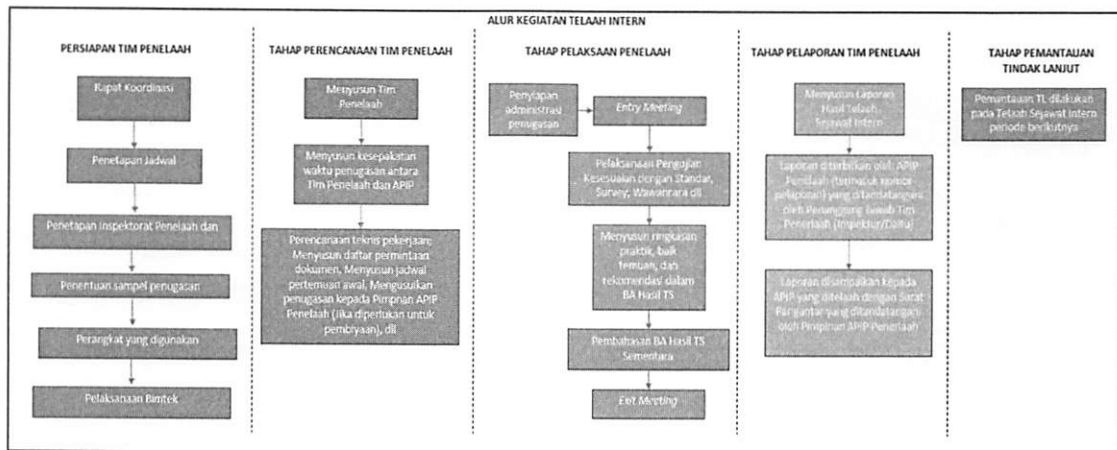 ALUR KEGIATAN TELAAH INTERN
PERSIAPAN TIM PENELAAH
Rapat Koordinasi
Penetapan Jadwal
Penetapan Inspektorat Penelaah dan
Penentuan sampel penugasan
Perangkat yang digunakan
Pelaksanaan Bimtek
TAHAP PERENCANAAN TIM PENELAAH
Menyusun Tim
Penelaah
Menyusun kesepakatan
waktu penugasan antara
Tim Penelaah dan APIP
Perencanaan teknis pekerjaan;
Menyusun daftar permintaan
dokumen, Menyusun jadwal
pertemuan awal, Mengusulkan
penugasan kepada Pimpinan APIP
Penelaah (Jika diperlukan untuk
pembiyaan), dll
TAHAP PELAKSAAN PENELAAH
Penyiapan
administrasi
penugasan
Entry Meeting
Pelaksanaan Pengujian
Kesesuaian dengan Standar,
Survey, Wawanrara dll
Menyusun ringkasan
praktik, baik
temuan, dan
rekomendasi dalam
BA Hasil TS
Pembahasan BA Hasil TS
Sementara
Exit Meeting
TAHAP PELAPORAN TIM PENELAAH
Menyusun Laporan
Hasil Telaah
Sejawat Intern
Laporan diterbitkan oleh APIP
Penelaah (termasuk nomor
pelaporan) yang ditandatangani
oleh Penanggung Jawab Tim
Penelaah (Inspektur/Daltu)
Laporan disampaikan kepada
APIP yang ditelaah dengan Surat
Pengantar yang ditandatangani
oleh Pimpinan APIP Penerlaah
TAHAP PEMANTAUAN
TINDAK LANJUT
Pemantauan TL dilakukan
pada Telaah Sejawat Intern
periode berikutnya